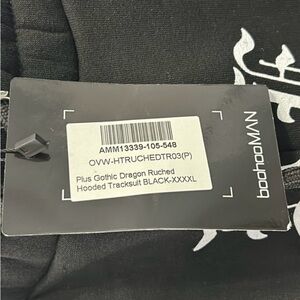 AMM13339-105-548
OVW-HTRUCHEDTR03(P)
Plus Gothic Dragon Ruched
Hooded Tracksuit BLACK-XXXXL
boohooMAN